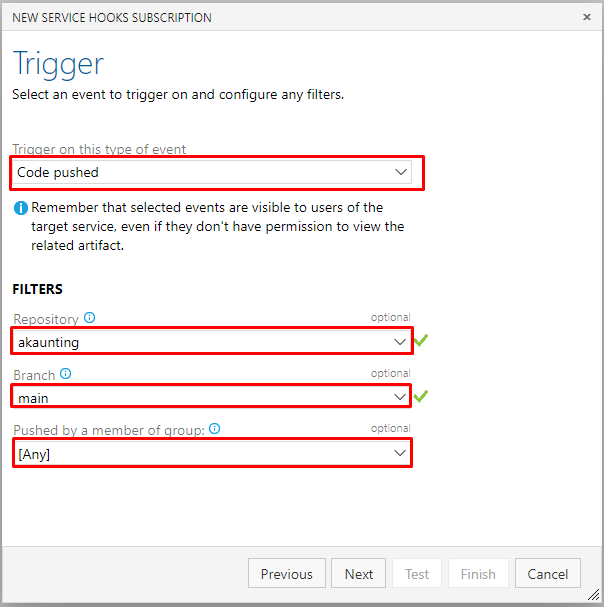 NEW SERVICE HOOKS SUBSCRIPTION
Trigger
Select an event to trigger on and configure any filters.
Trigger on this type of event
Code pushed
Remember that selected events are visible to users of the
target service, even if they don't have permission to view the
related artifact.
FILTERS
Repository optional
akaunting
Branch optional
main
Pushed by a member of group: optional
[Any]
Previous Next Test Finish Cancel